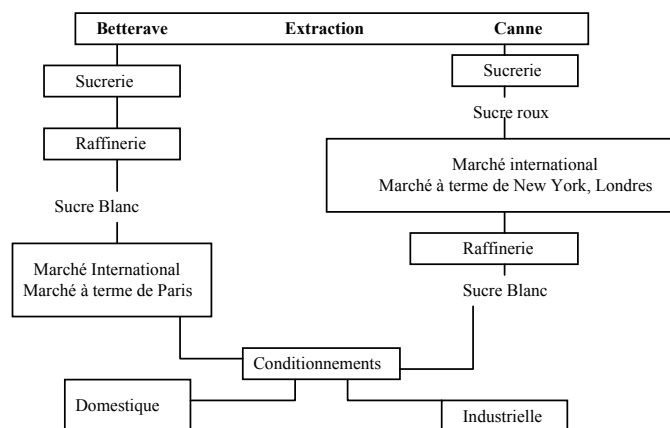 Betterave Extraction Canne
Sucrerie
Raffinerie
Sucre Blanc
Marché International
Marché à terme de Paris
Sucrerie
Sucre roux
Marché international
Marché à terme de New York, Londres
Raffinerie
Sucre Blanc
Conditionnements
Domestique
Industrielle